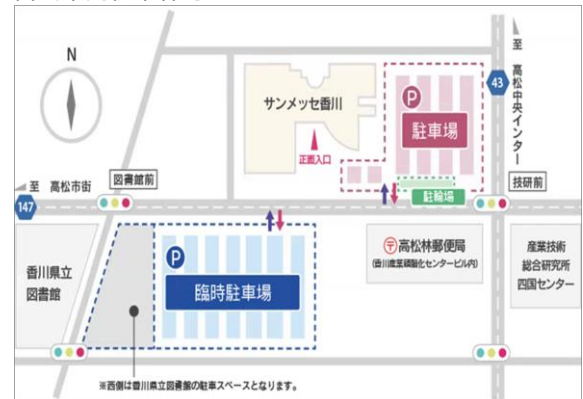 N
至 高松中央インター
43
サンメッセ香川
P
駐車場
正面入口
駐輪場
技研前
至 高松市街
図書館前
147
香川県立
図書館
P
臨時駐車場
〒高松林郵便局
(香川産業頭脳化センタービル内)
産業技術
総合研究所
四国センター
※西側は香川県立図書館の駐車スペースとなります。